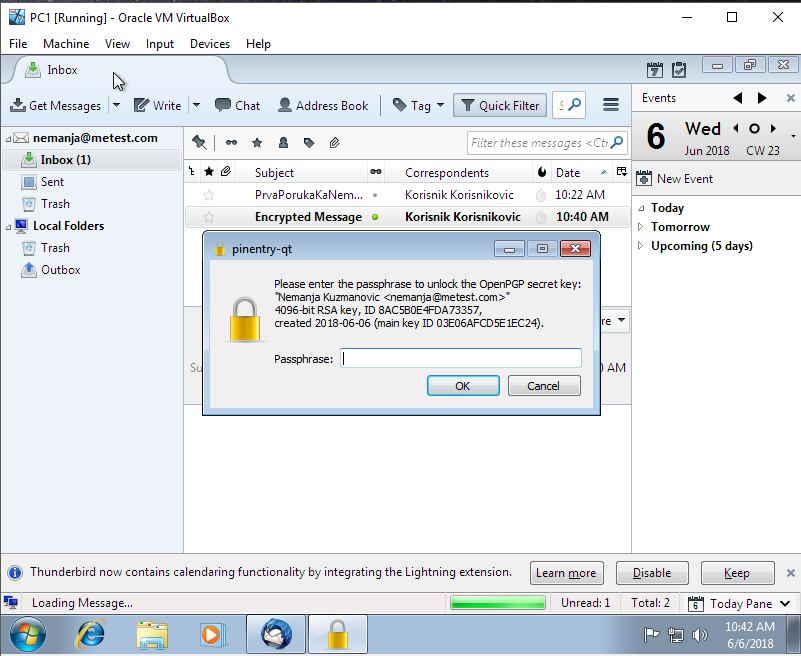 PC1 [Running] - Oracle VM VirtualBox
File Machine View Input Devices Help
Inbox
7
Get Messages Write Chat Address Book Tag Quick Filter S
Events
Filter these messages <Ctr
6 Wed
Jun 2018 CW 23
New Event
Today
Tomorrow
Upcoming (5 days)
nemanja@metest.com
Inbox (1)
Sent
Trash
Local Folders
Trash
Outbox
Subject Correspondents Date
PrvaPorukaKaNem... Korisnik Korisnikovic 10:22 AM
Encrypted Message Korisnik Korisnikovic 10:40 AM
pinentry-qt
Please enter the passphrase to unlock the OpenPGP secret key:
"Nemanja Kuzmanovic <nemanja@metest.com>"
4096-bit RSA key, ID 8AC5B0E4FDA73357,
created 2018-06-06 (main key ID 03E06AFCD5E1EC24).
Passphrase:
OK Cancel
re
Su
0 AM
Thunderbird now contains calendaring functionality by integrating the Lightning extension. Learn more Disable Keep
Loading Message... Unread: 1 Total: 2 6 Today Pane
10:42 AM
6/6/2018